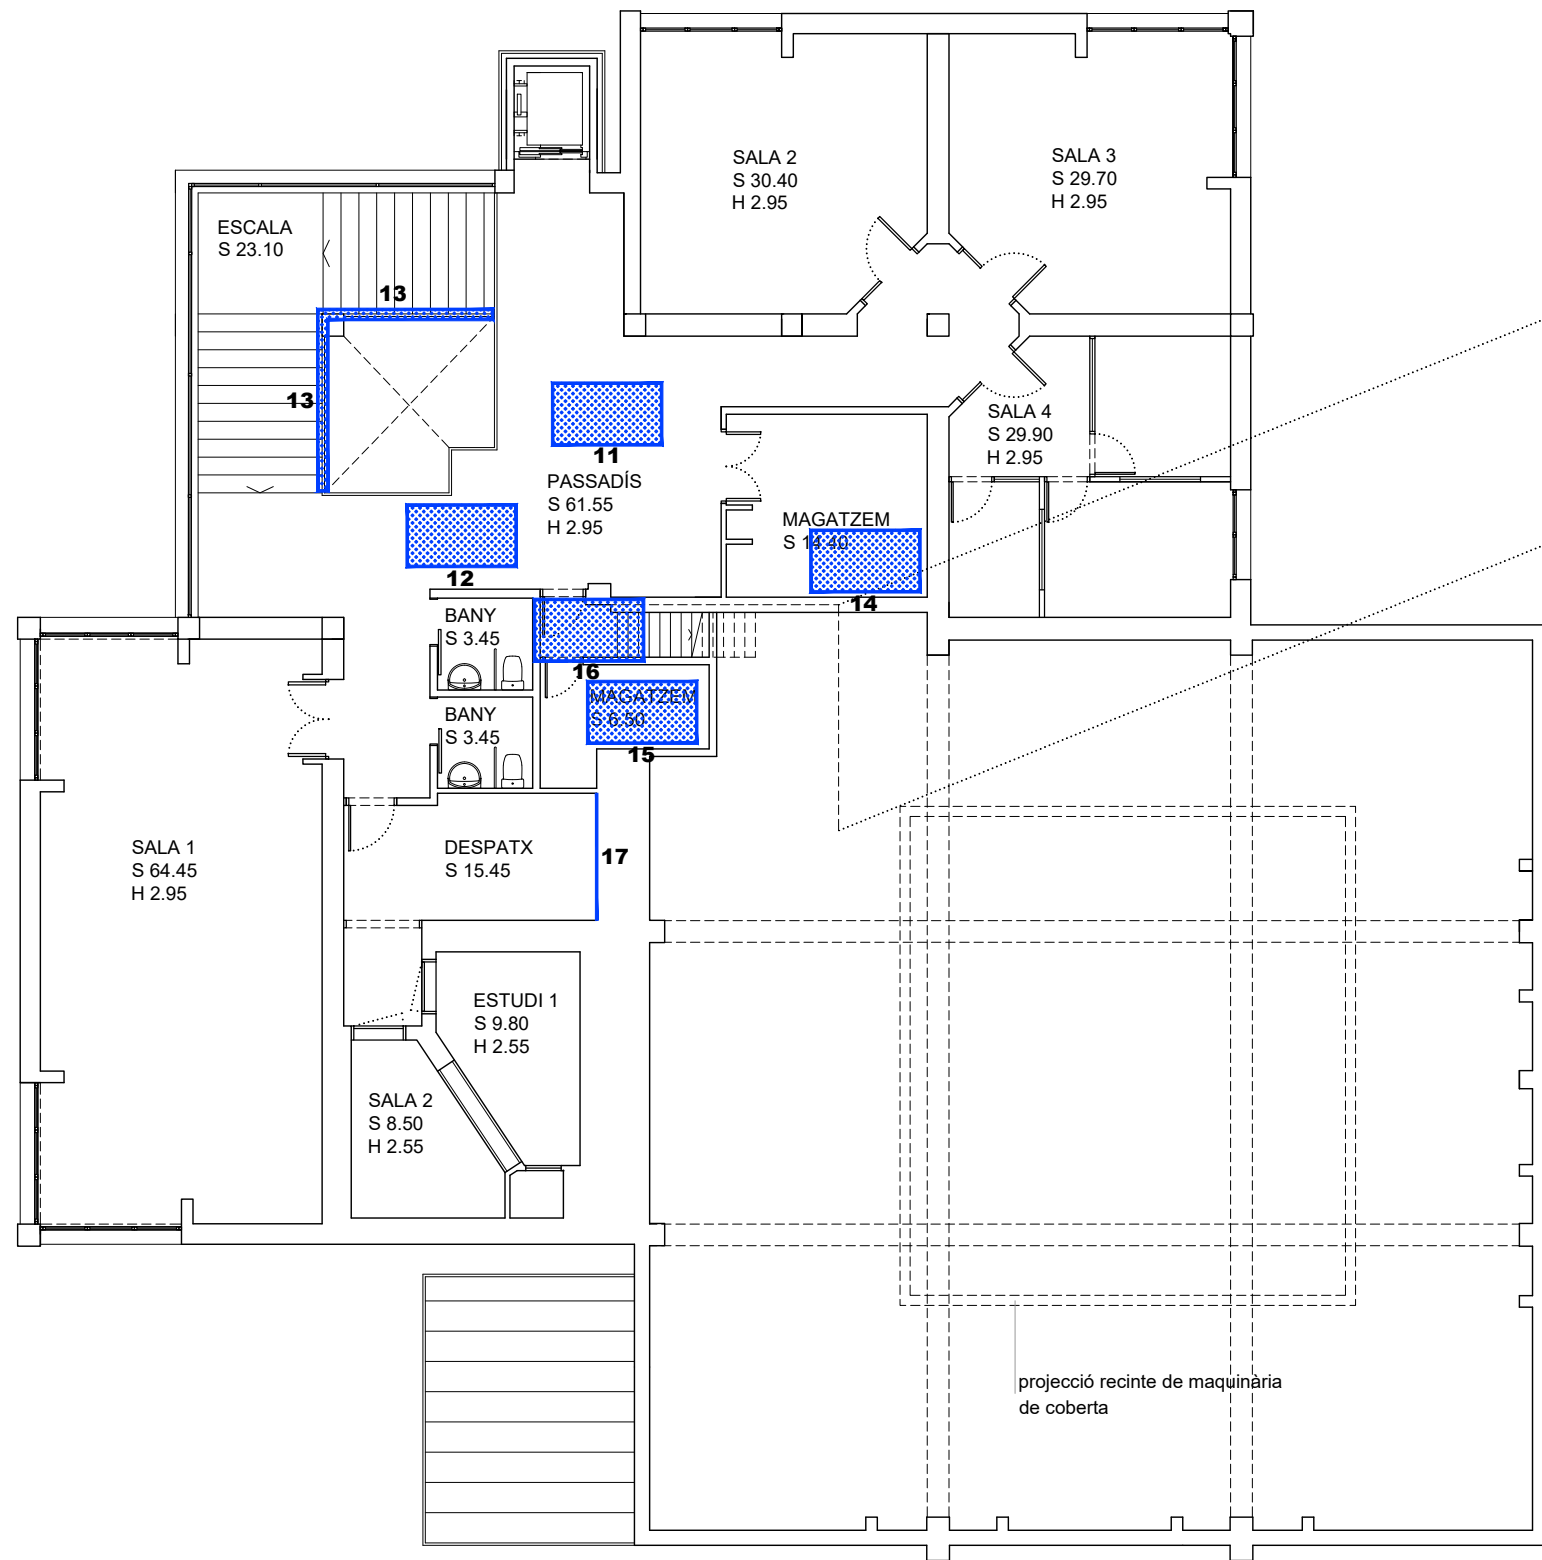 SALA 2
S 30.40
H 2.95
SALA 3
S 29.70
H 2.95
ESCALA
S 23.10
13
13
11
PASSADÍS
S 61.55
H 2.95
SALA 4
S 29.90
H 2.95
MAGATZEM
S 14.40
14
12
BANY
S 3.45
16
MAGATZEM
S 6.50
15
BANY
S 3.45
SALA 1
S 64.45
H 2.95
DESPATX
S 15.45
17
ESTUDI 1
S 9.80
H 2.55
SALA 2
S 8.50
H 2.55
projecció recinte de maquinària
de coberta